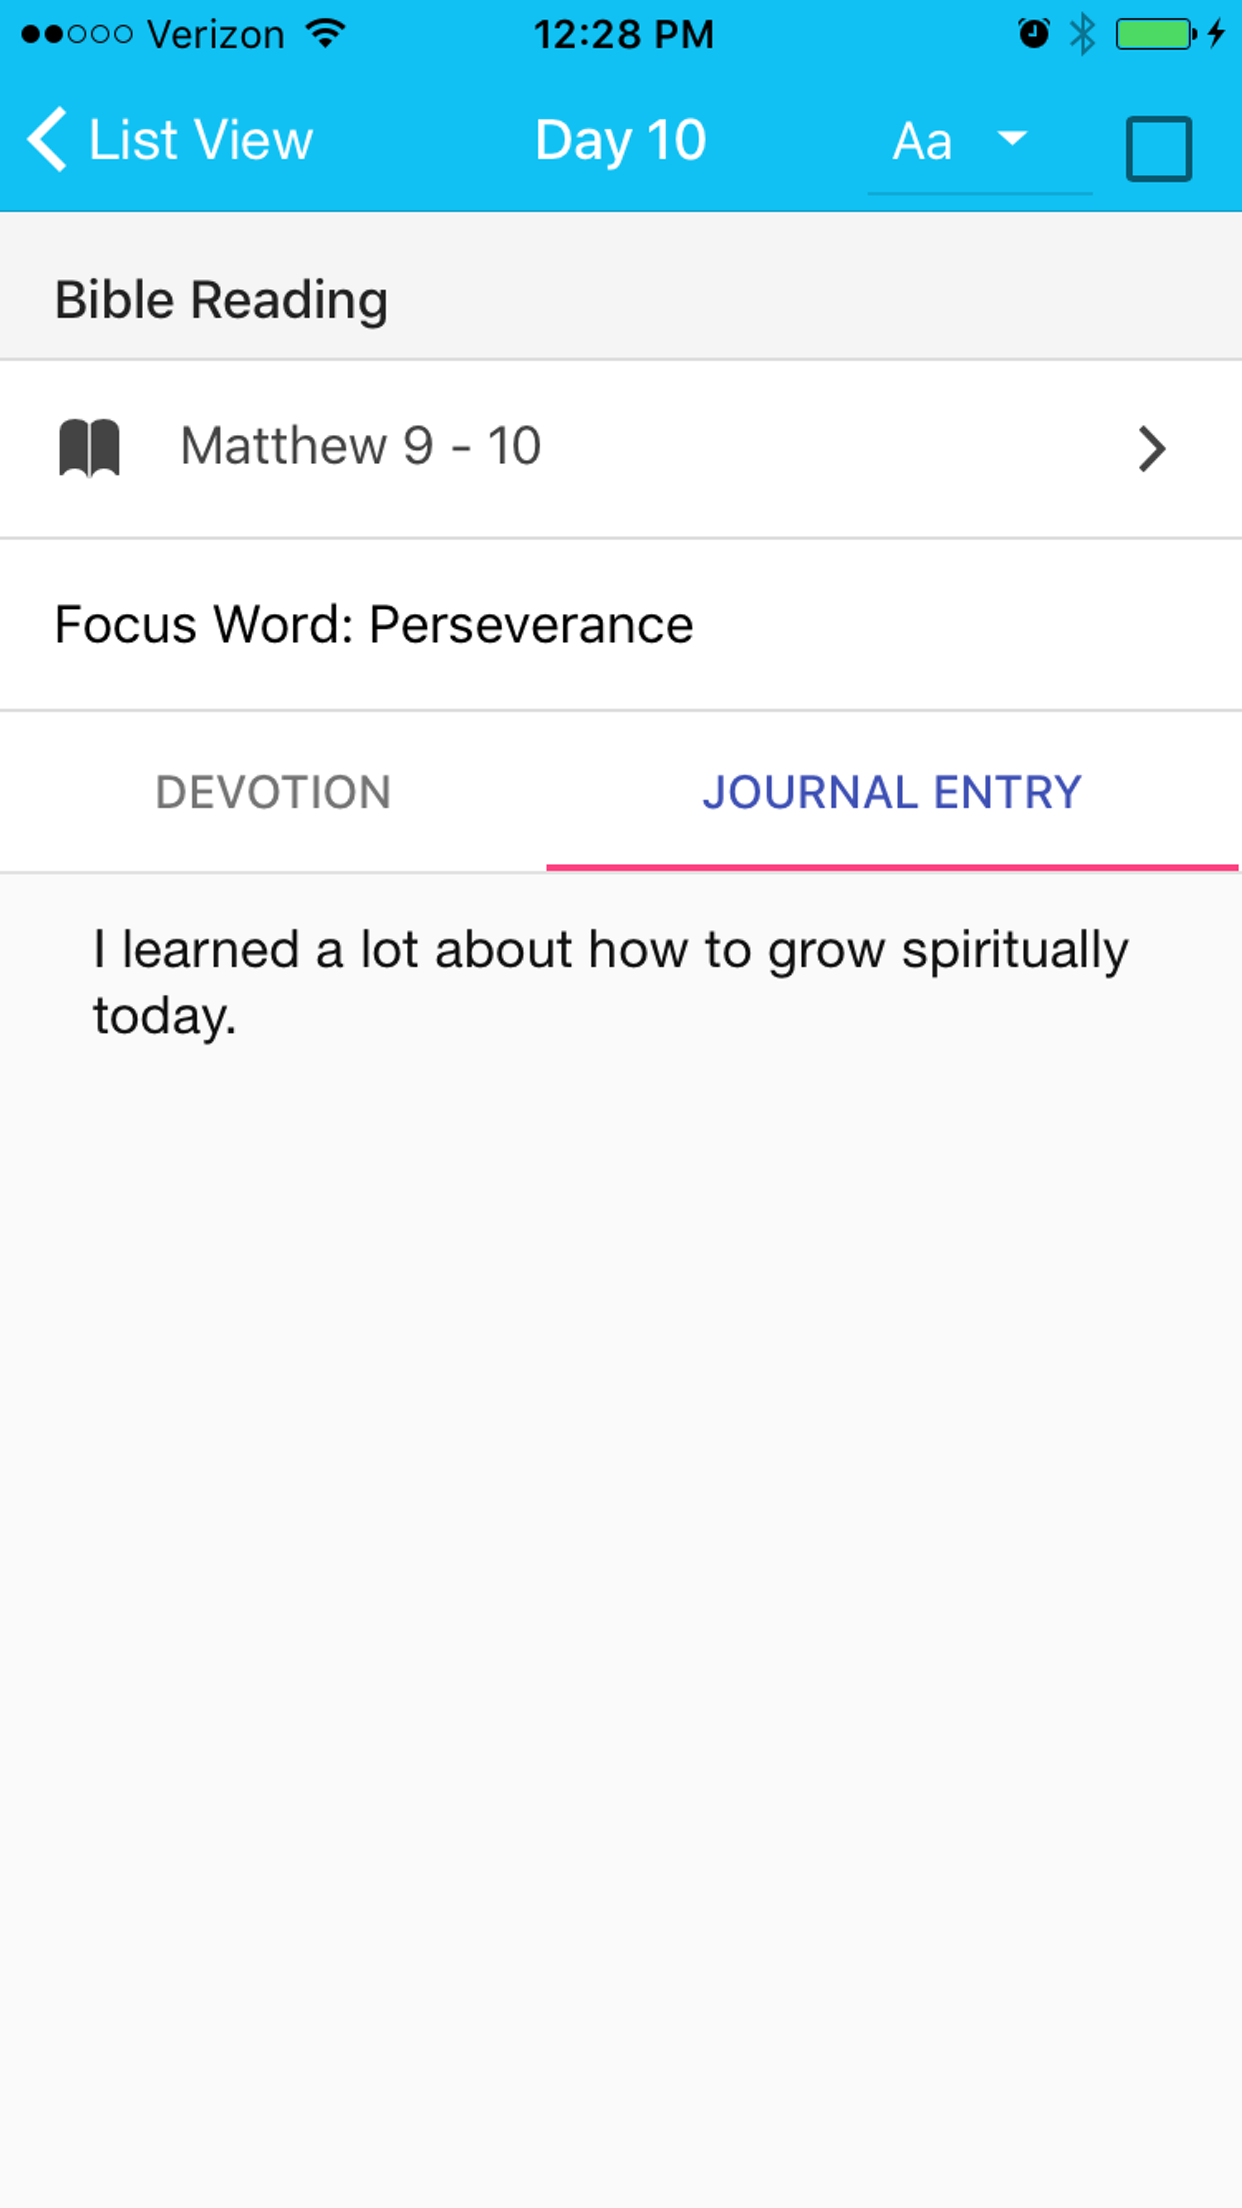 Verizon 12:28 PM
List View Day 10 Aa
Bible Reading
Matthew 9 - 10
Focus Word: Perseverance
DEVOTION JOURNAL ENTRY
I learned a lot about how to grow spiritually
today.